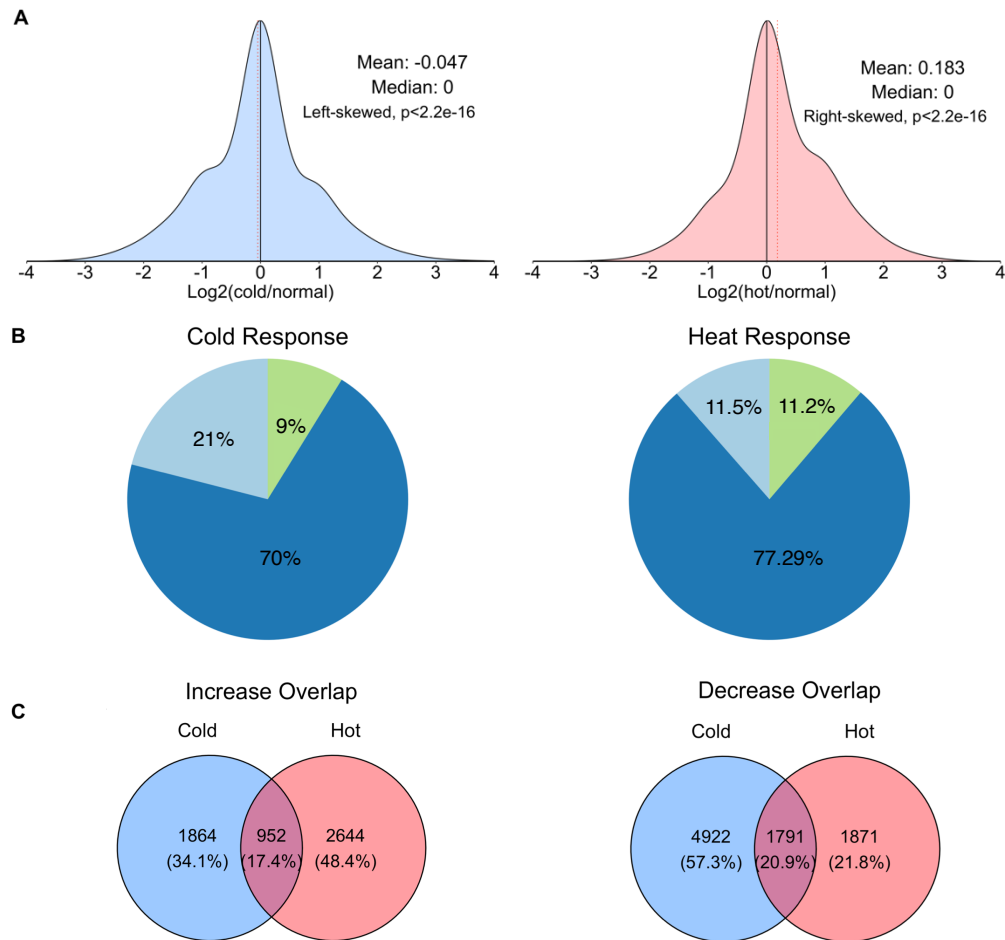 A
Mean: -0.047
Median: 0
Left-skewed, p<2.2e-16
-4 -3 -2 -1 0 1 2 3 4
Log2(cold/normal)
Mean: 0.183
Median: 0
Right-skewed, p<2.2e-16
-4 -3 -2 -1 0 1 2 3 4
Log2(hot/normal)
B
Cold Response
21%
9%
70%
Heat Response
11.5%
11.2%
77.29%
C
Increase Overlap
Cold
Hot
1864
(34.1%)
952
(17.4%)
2644
(48.4%)
Decrease Overlap
Cold
Hot
4922
(57.3%)
1791
(20.9%)
1871
(21.8%)